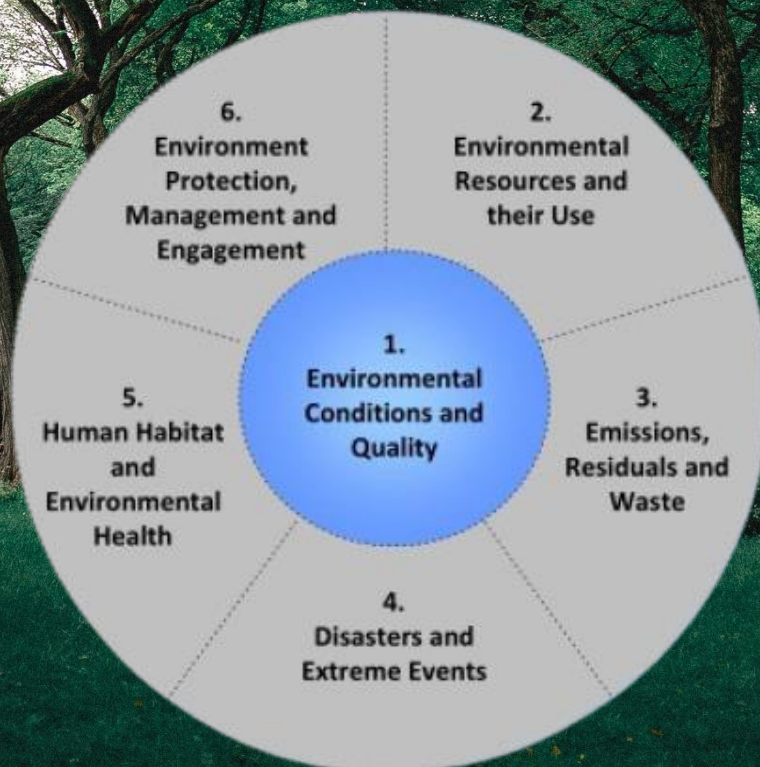 1.
Environmental
Conditions and
Quality
2.
Environmental
Resources and
their Use
3.
Emissions,
Residuals and
Waste
4.
Disasters and
Extreme Events
5.
Human Habitat
and
Environmental
Health
6.
Environment
Protection,
Management and
Engagement